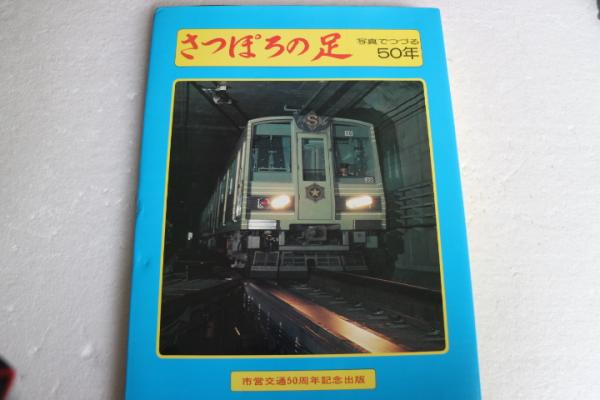 さっぽろの足
写真でつづる
50年
S
市営交通50周年記念出版